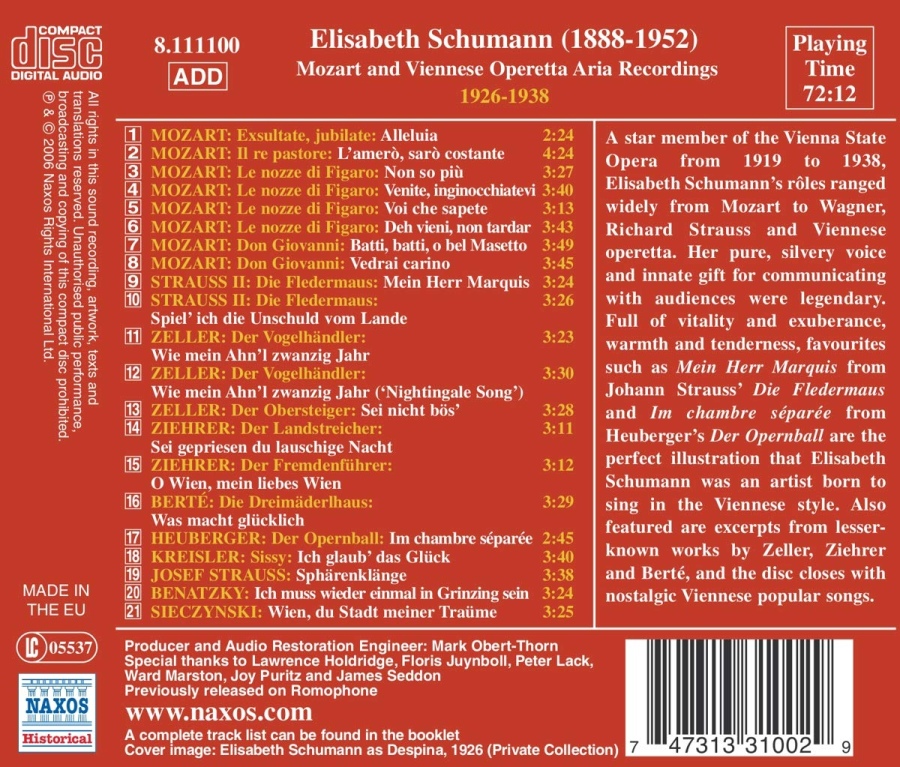 COMPACT
disc
DIGITAL AUDIO
8.111100
ADD
Elisabeth Schumann (1888-1952)
Mozart and Viennese Operetta Aria Recordings
1926-1938
Playing
Time
72:12
All rights in this sound recording, artwork, texts and
translations reserved. Unauthorised public performance,
broadcasting and copying of this compact disc prohibited.
℗ & © 2006 Naxos Rights International Ltd.
1 MOZART: Exsultate, jubilate: Alleluia 2:24
2 MOZART: Il re pastore: L'amerò, sarò costante 4:24
3 MOZART: Le nozze di Figaro: Non so più 3:27
4 MOZART: Le nozze di Figaro: Venite, inginocchiatevi 3:40
5 MOZART: Le nozze di Figaro: Voi che sapete 3:13
6 MOZART: Le nozze di Figaro: Deh vieni, non tardar 3:43
7 MOZART: Don Giovanni: Batti, batti, o bel Masetto 3:49
8 MOZART: Don Giovanni: Vedrai carino 3:45
9 STRAUSS II: Die Fledermaus: Mein Herr Marquis 3:24
10 STRAUSS II: Die Fledermaus: 3:26
Spiel' ich die Unschuld vom Lande
11 ZELLER: Der Vogelhändler: 3:23
Wie mein Ahn'l zwanzig Jahr
12 ZELLER: Der Vogelhändler: 3:30
Wie mein Ahn'l zwanzig Jahr ('Nightingale Song')
13 ZELLER: Der Obersteiger: Sei nicht bös' 3:28
14 ZIEHRER: Der Landstreicher: 3:11
Sei gepriesen du lauschige Nacht
15 ZIEHRER: Der Fremdenführer: 3:12
O Wien, mein liebes Wien
16 BERTÉ: Die Dreimäderlhaus: 3:29
Was macht glücklich
17 HEUBERGER: Der Opernball: Im chambre séparée 2:45
18 KREISLER: Sissy: Ich glaub' das Glück 3:40
19 JOSEF STRAUSS: Sphärenklänge 3:38
20 BENATZKY: Ich muss wieder einmal in Grinzing sein 3:24
21 SIECZYNSKI: Wien, du Stadt meiner Traüme 3:25
A star member of the Vienna State
Opera from 1919 to 1938,
Elisabeth Schumann's rôles ranged
widely from Mozart to Wagner,
Richard Strauss and Viennese
operetta. Her pure, silvery voice
and innate gift for communicating
with audiences were legendary.
Full of vitality and exuberance,
warmth and tenderness, favourites
such as Mein Herr Marquis from
Johann Strauss' Die Fledermaus
and Im chambre séparée from
Heuberger's Der Opernball are the
perfect illustration that Elisabeth
Schumann was an artist born to
sing in the Viennese style. Also
featured are excerpts from lesser-
known works by Zeller, Ziehrer
and Berté, and the disc closes with
nostalgic Viennese popular songs.
MADE IN
THE EU
LC 05537
NAXOS
Historical
Producer and Audio Restoration Engineer: Mark Obert-Thorn
Special thanks to Lawrence Holdridge, Floris Juynboll, Peter Lack,
Ward Marston, Joy Puritz and James Seddon
Previously released on Romophone
www.naxos.com
A complete track list can be found in the booklet
Cover image: Elisabeth Schumann as Despina, 1926 (Private Collection)
7 47313 31002 9